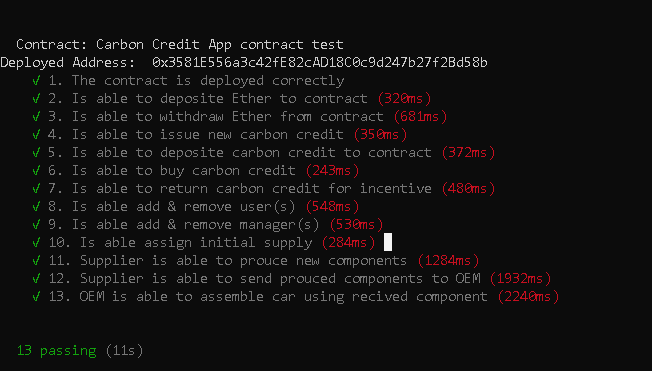 Contract: Carbon Credit App contract test
Deployed Address: 0x3581E556a3c42fE82cAD18C0c9d247b27f2Bd58b
√ 1. The contract is deployed correctly
√ 2. Is able to deposite Ether to contract (320ms)
√ 3. Is able to withdraw Ether from contract (681ms)
√ 4. Is able to issue new carbon credit (350ms)
√ 5. Is able to deposite carbon credit to contract (372ms)
√ 6. Is able to buy carbon credit (243ms)
√ 7. Is able to return carbon credit for incentive (480ms)
√ 8. Is able add & remove user(s) (548ms)
√ 9. Is able add & remove manager(s) (530ms)
√ 10. Is able assign initial supply (284ms)
√ 11. Supplier is able to prouce new components (1284ms)
√ 12. Supplier is able to send prouced components to OEM (1932ms)
√ 13. OEM is able to assemble car using recived component (2240ms)
13 passing (11s)